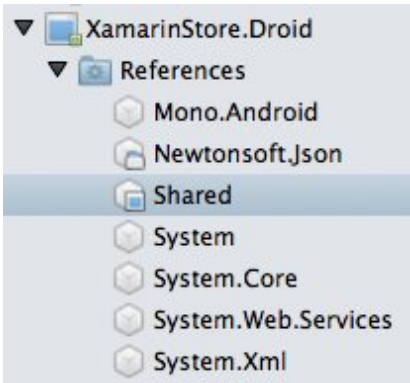 XamarinStore.Droid
References
Mono.Android
Newtonsoft.Json
Shared
System
System.Core
System.Web.Services
System.Xml